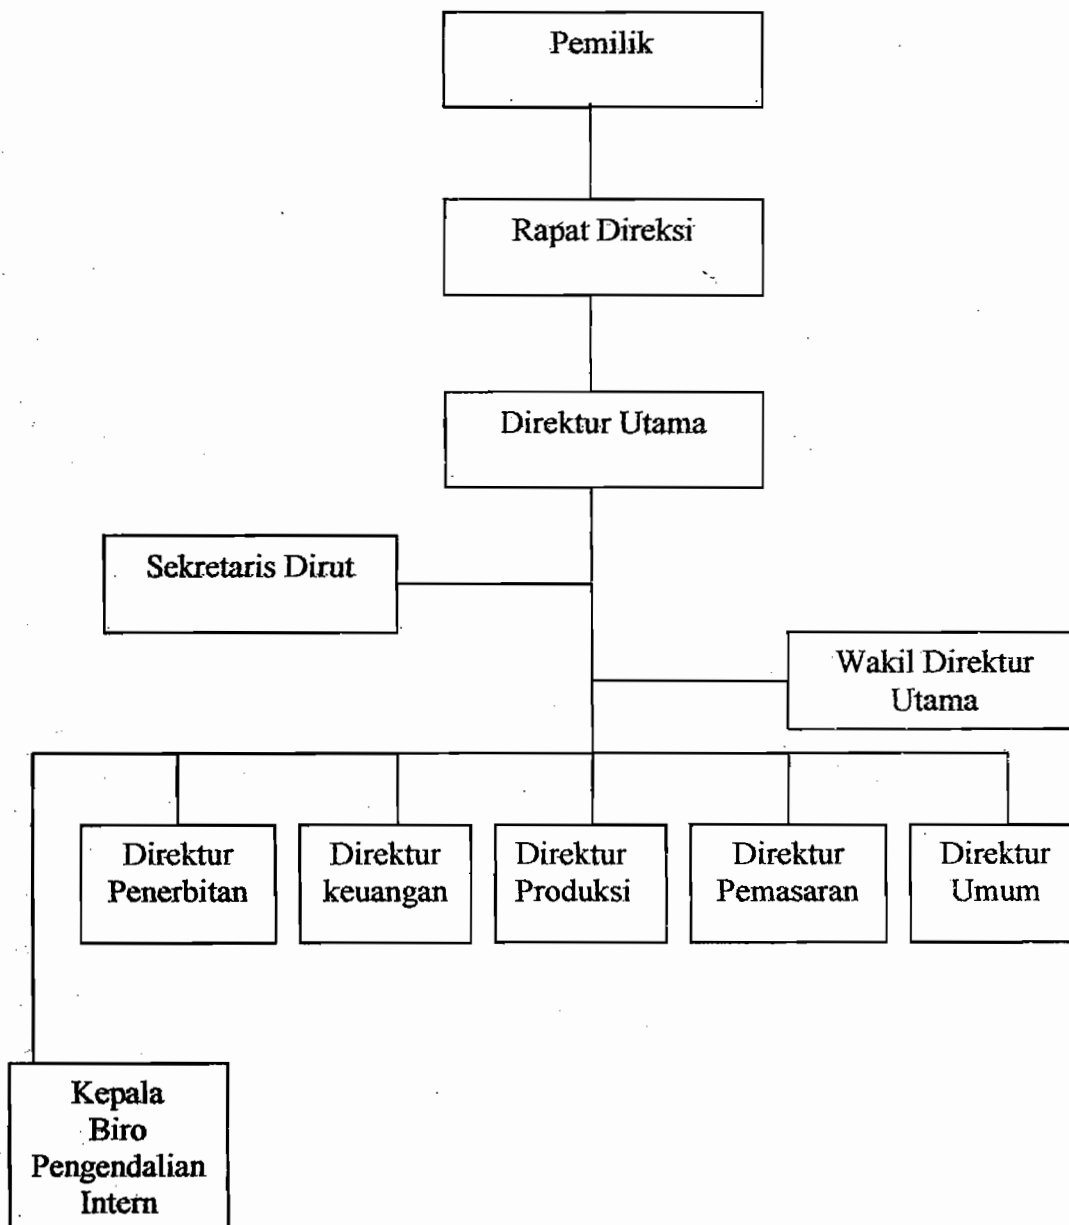 Pemilik
Rapat Direksi
Direktur Utama
Sekretaris Dirut
Wakil Direktur
Utama
Direktur
Penerbitan
Direktur
keuangan
Direktur
Produksi
Direktur
Pemasaran
Direktur
Umum
Kepala
Biro
Pengendalian
Intern